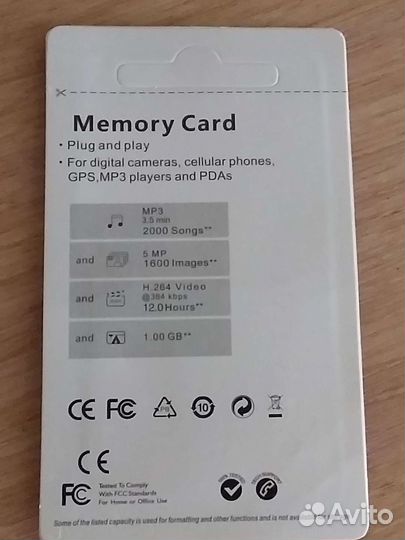 Memory Card
· Plug and play
· For digital cameras, cellular phones,
GPS,MP3 players and PDAs
MP3
3.5 min
2000 Songs**
and
5 MP
1600 Images**
and
H.264 Video
@384 kbps
12.0Hours**
and
1.00 GB**
CE FC 10
CE
FC
Tested To Comply
With FCC Standards
For Home or Office Use
100% TESTED
Some of the listed capacity is used for formatting and other functions and is not
Avito